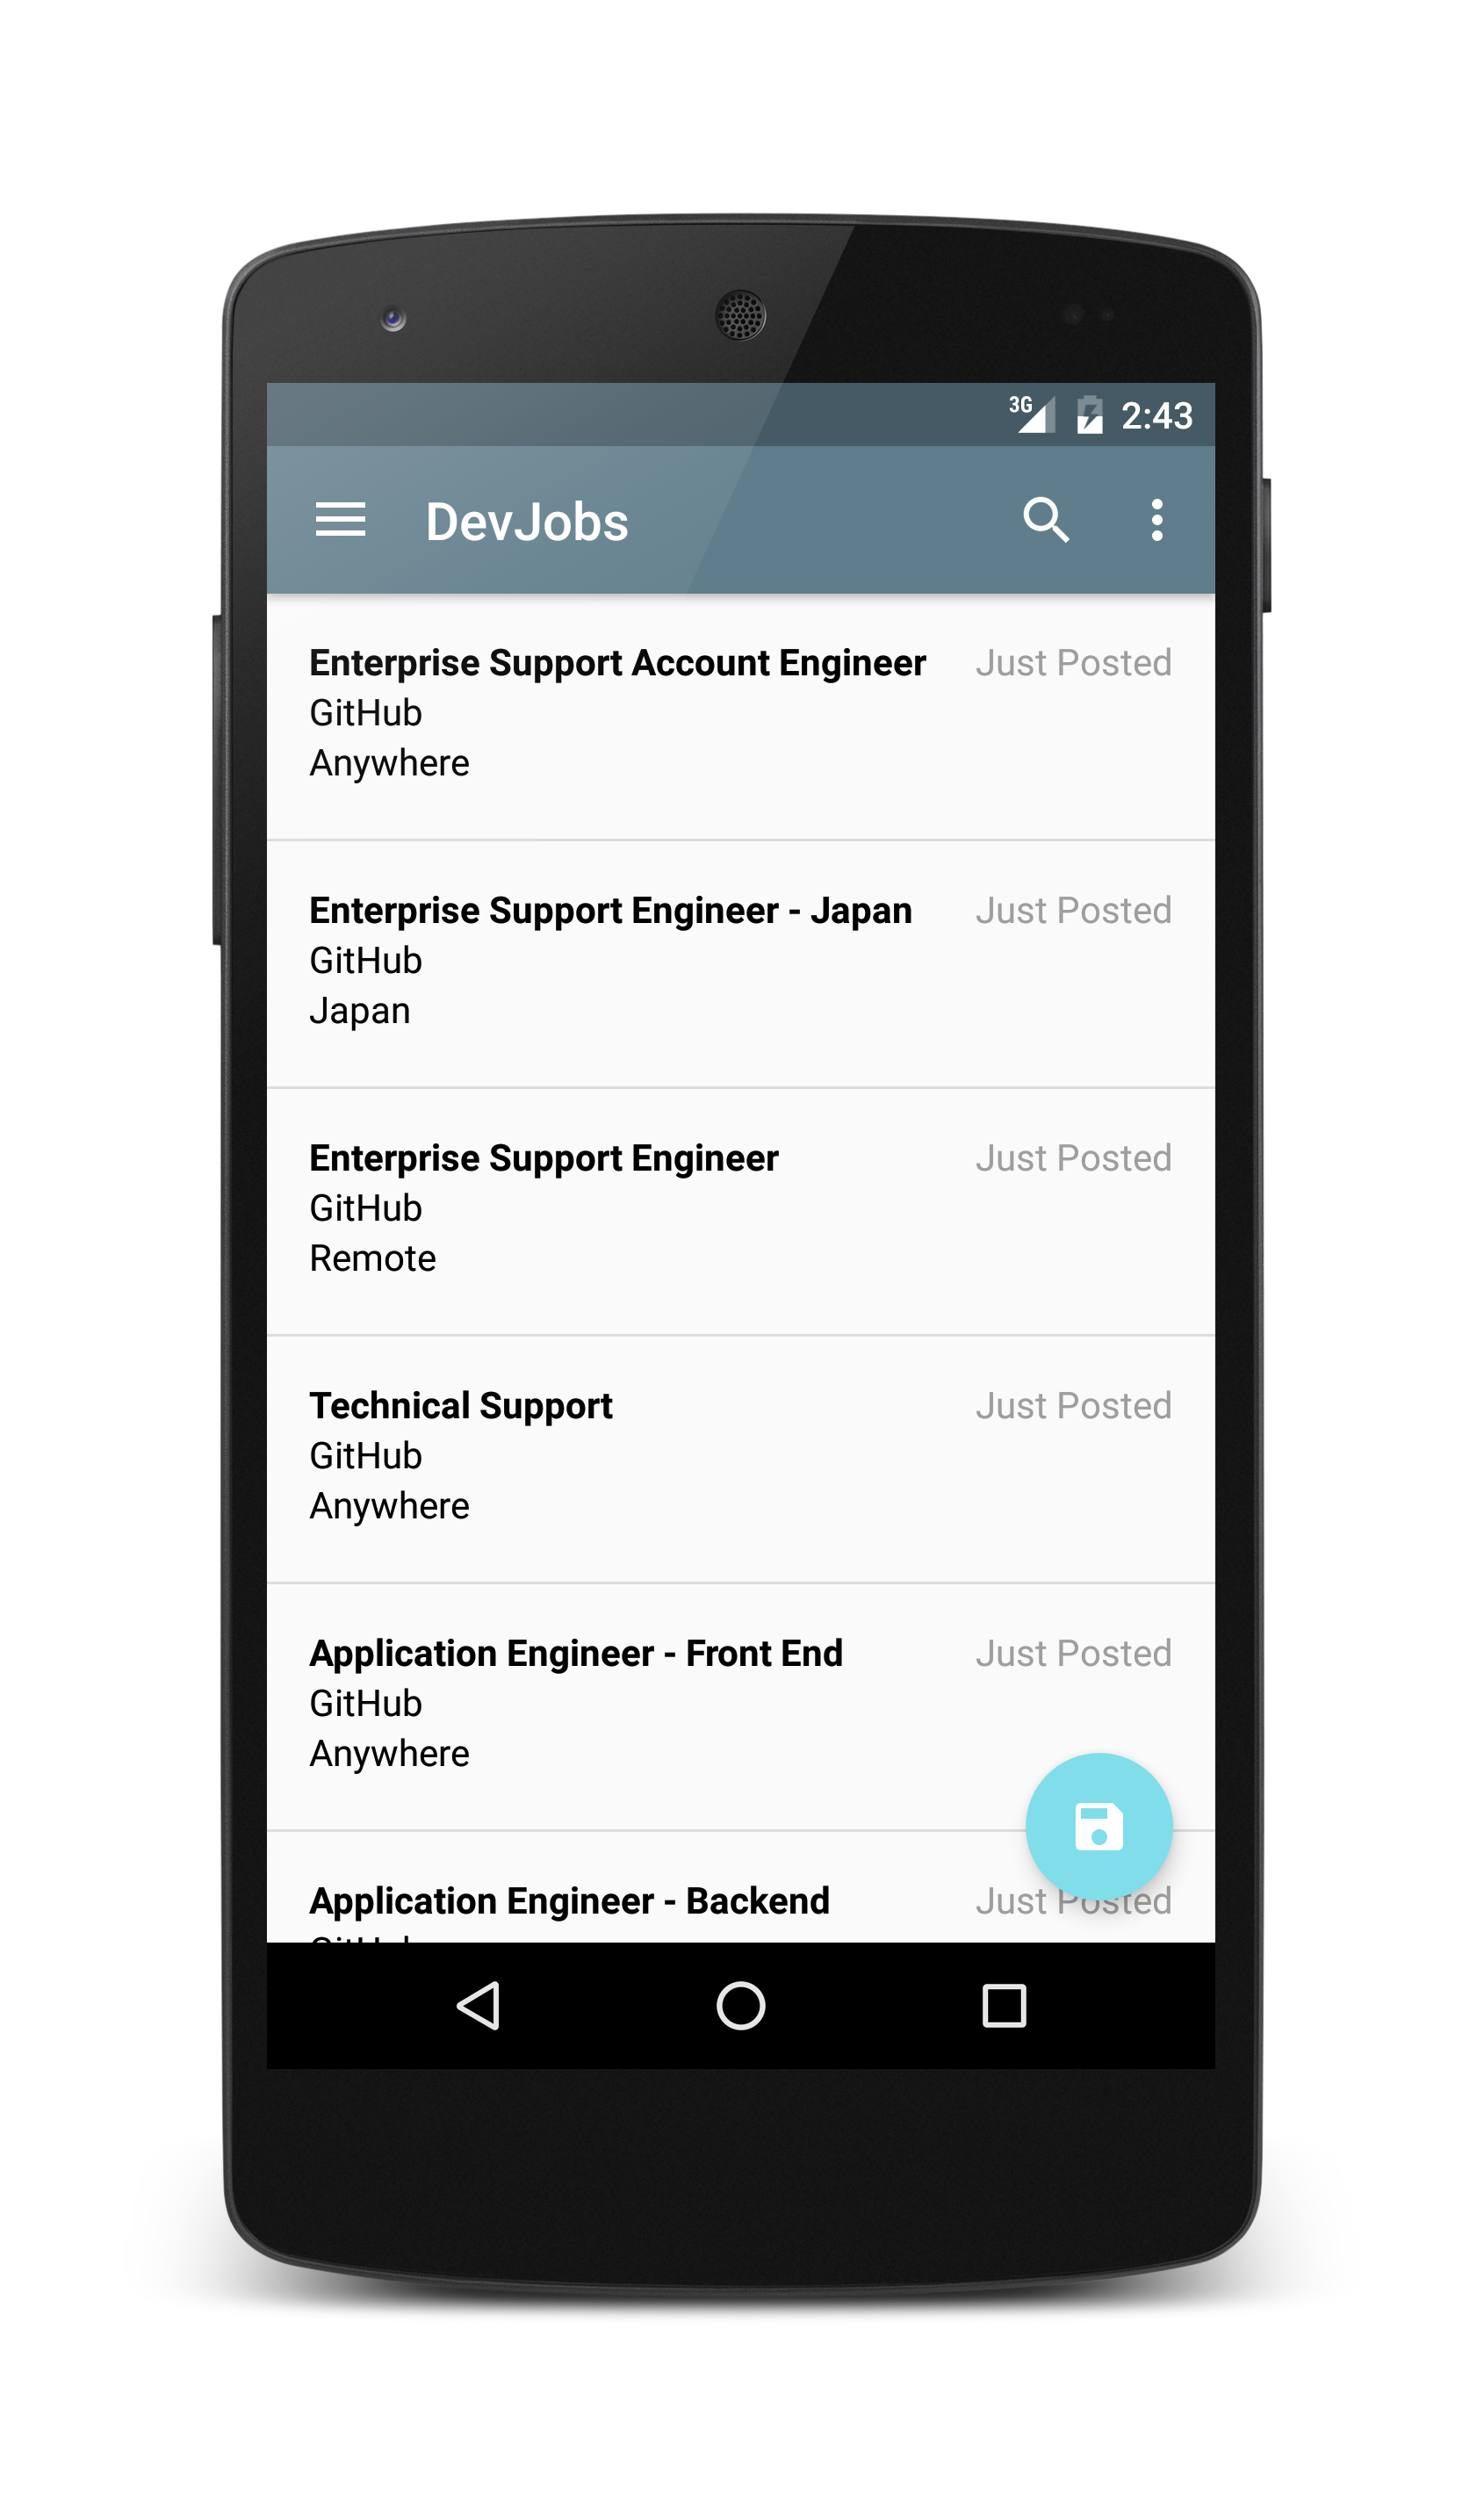 3G 2:43
DevJobs
Enterprise Support Account Engineer Just Posted
GitHub
Anywhere
Enterprise Support Engineer - Japan Just Posted
GitHub
Japan
Enterprise Support Engineer Just Posted
GitHub
Remote
Technical Support Just Posted
GitHub
Anywhere
Application Engineer - Front End Just Posted
GitHub
Anywhere
Application Engineer - Backend Just Posted